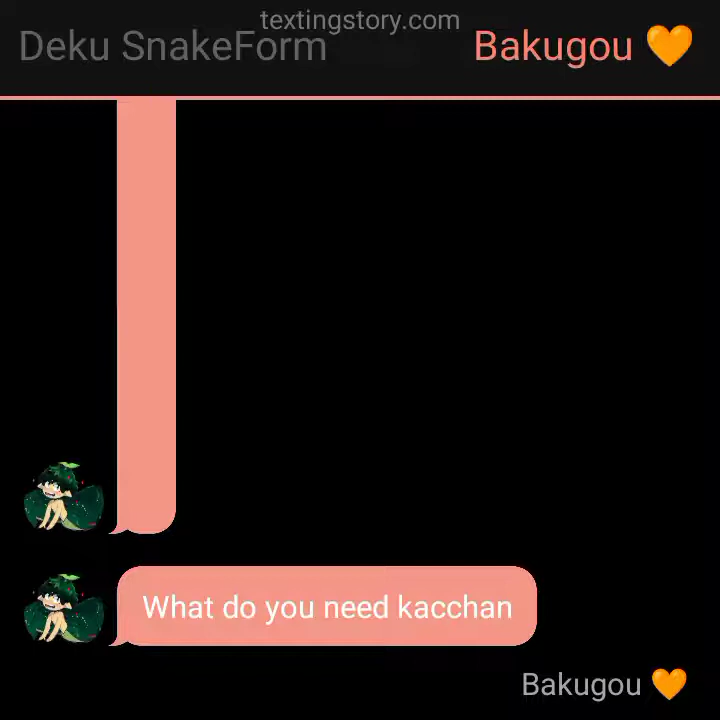 textingstory.com
Deku SnakeForm
Bakugou 🧡
What do you need kacchan
Bakugou 🧡